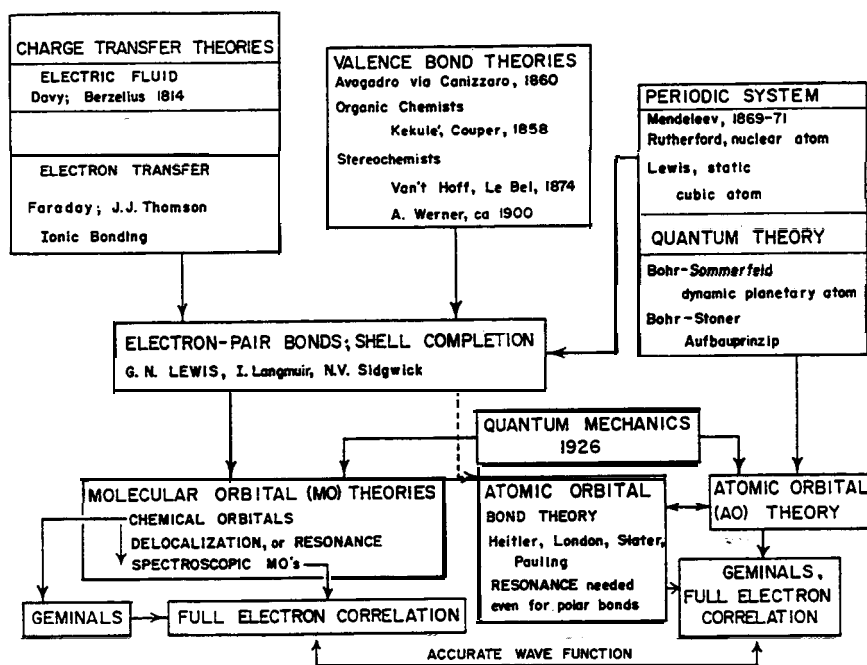 CHARGE TRANSFER THEORIES
ELECTRIC FLUID
Davy; Berzelius 1814
ELECTRON TRANSFER
Faraday; J.J. Thomson
Ionic Bonding
VALENCE BOND THEORIES
Avogadro via Canizzaro, 1860
Organic Chemists
Kekulé, Couper, 1858
Stereochemists
Van't Hoff, Le Bel, 1874
A. Werner, ca 1900
PERIODIC SYSTEM
Mendeleev, 1869-71
Rutherford, nuclear atom
Lewis, static
cubic atom
QUANTUM THEORY
Bohr-Sommerfeld
dynamic planetary atom
Bohr-Stoner
Aufbauprinzip
ELECTRON-PAIR BONDS; SHELL COMPLETION
G. N. LEWIS, I. Langmuir, N.V. Sidgwick
QUANTUM MECHANICS
1926
MOLECULAR ORBITAL (MO) THEORIES
CHEMICAL ORBITALS
DELOCALIZATION, or RESONANCE
SPECTROSCOPIC MO's
ATOMIC ORBITAL
BOND THEORY
Heitler, London, Slater,
Pauling
RESONANCE needed
even for polar bonds
ATOMIC ORBITAL
(AO) THEORY
GEMINALS
FULL ELECTRON CORRELATION
GEMINALS,
FULL ELECTRON
CORRELATION
ACCURATE WAVE FUNCTION